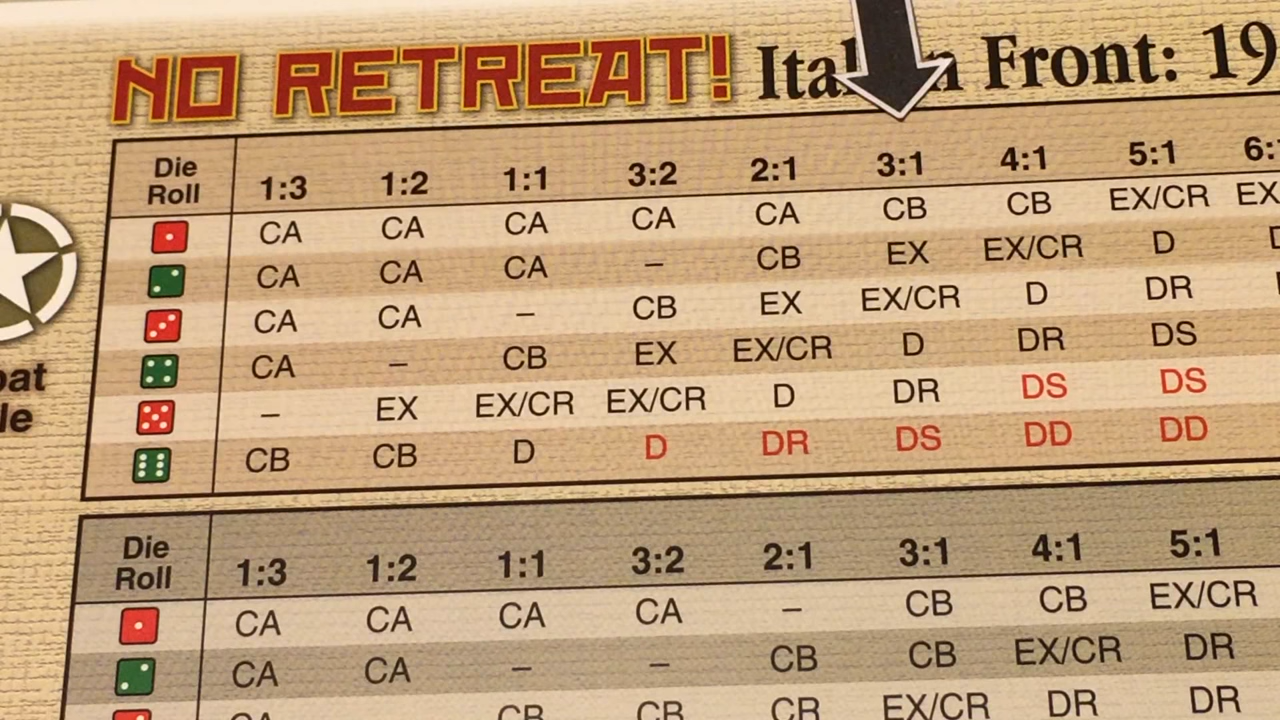 NO RETREAT! Front: 19
Die Roll 1:3 1:2 1:1 3:2 2:1 3:1 4:1 5:1 6:
CA CA CA CA CA CB CB EX/CR EX
CA CA CA – CB EX EX/CR D
CA CA – CB EX EX/CR D DR
CA – CB EX EX/CR D DR DS
– EX EX/CR EX/CR D DR DS DS
CB CB D D DR DS DD DD
Die Roll 1:3 1:2 1:1 3:2 2:1 3:1 4:1 5:1
CA CA CA CA – CB CB EX/CR
CA CA – – CB CB EX/CR DR
CB CB CR EX/CR DR DR